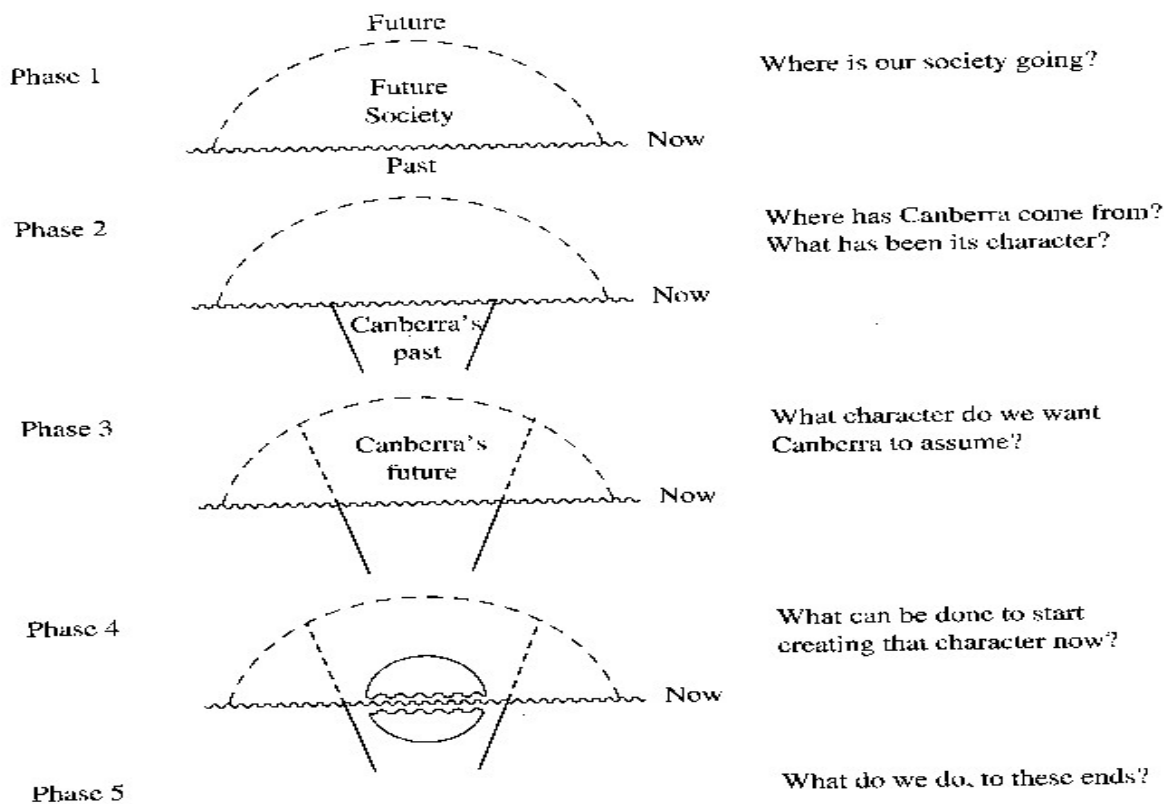 Future
Phase 1
Where is our society going?
Future
Society
Now
Past
Phase 2
Where has Canberra come from?
What has been its character?
Now
Canberra's
past
Phase 3
What character do we want
Canberra to assume?
Canberra's
future
Now
Phase 4
What can be done to start
creating that character now?
Now
Phase 5
What do we do, to these ends?